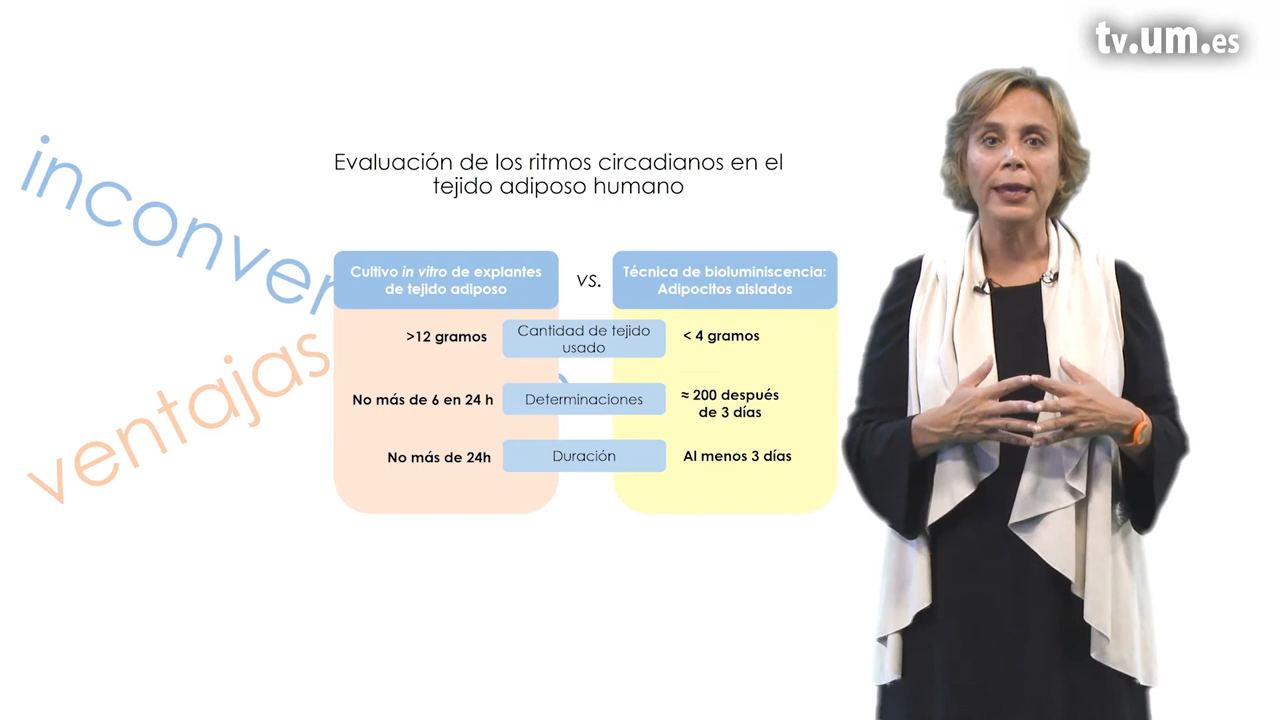 tv.um.es
inconven
ventajas
Evaluación de los ritmos circadianos en el
tejido adiposo humano
Cultivo in vitro de explantes
de tejido adiposo
vs.
Técnica de bioluminiscencia:
Adipocitos aislados
>12 gramos
Cantidad de tejido
usado
< 4 gramos
No más de 6 en 24 h
Determinaciones
≈ 200 después
de 3 días
No más de 24h
Duración
Al menos 3 días